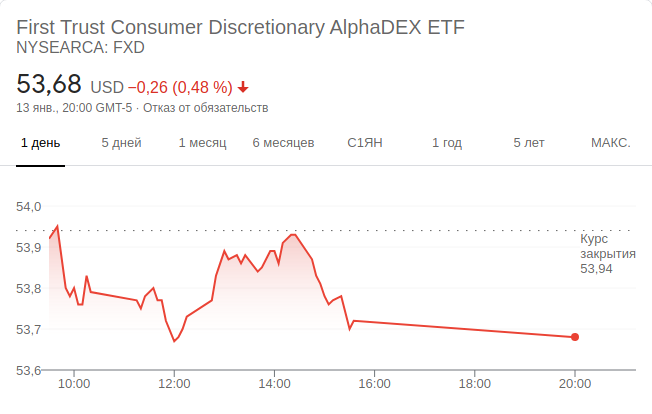 First Trust Consumer Discretionary AlphaDEX ETF
NYSEARCA: FXD
53,68 USD −0,26 (0,48 %)
13 янв., 20:00 GMT-5 · Отказ от обязательств
1 день 5 дней 1 месяц 6 месяцев С1ЯН 1 год 5 лет МАКС.
54,0
53,9
53,8
53,7
53,6
Курс
закрытия
53,94
10:00 12:00 14:00 16:00 18:00 20:00